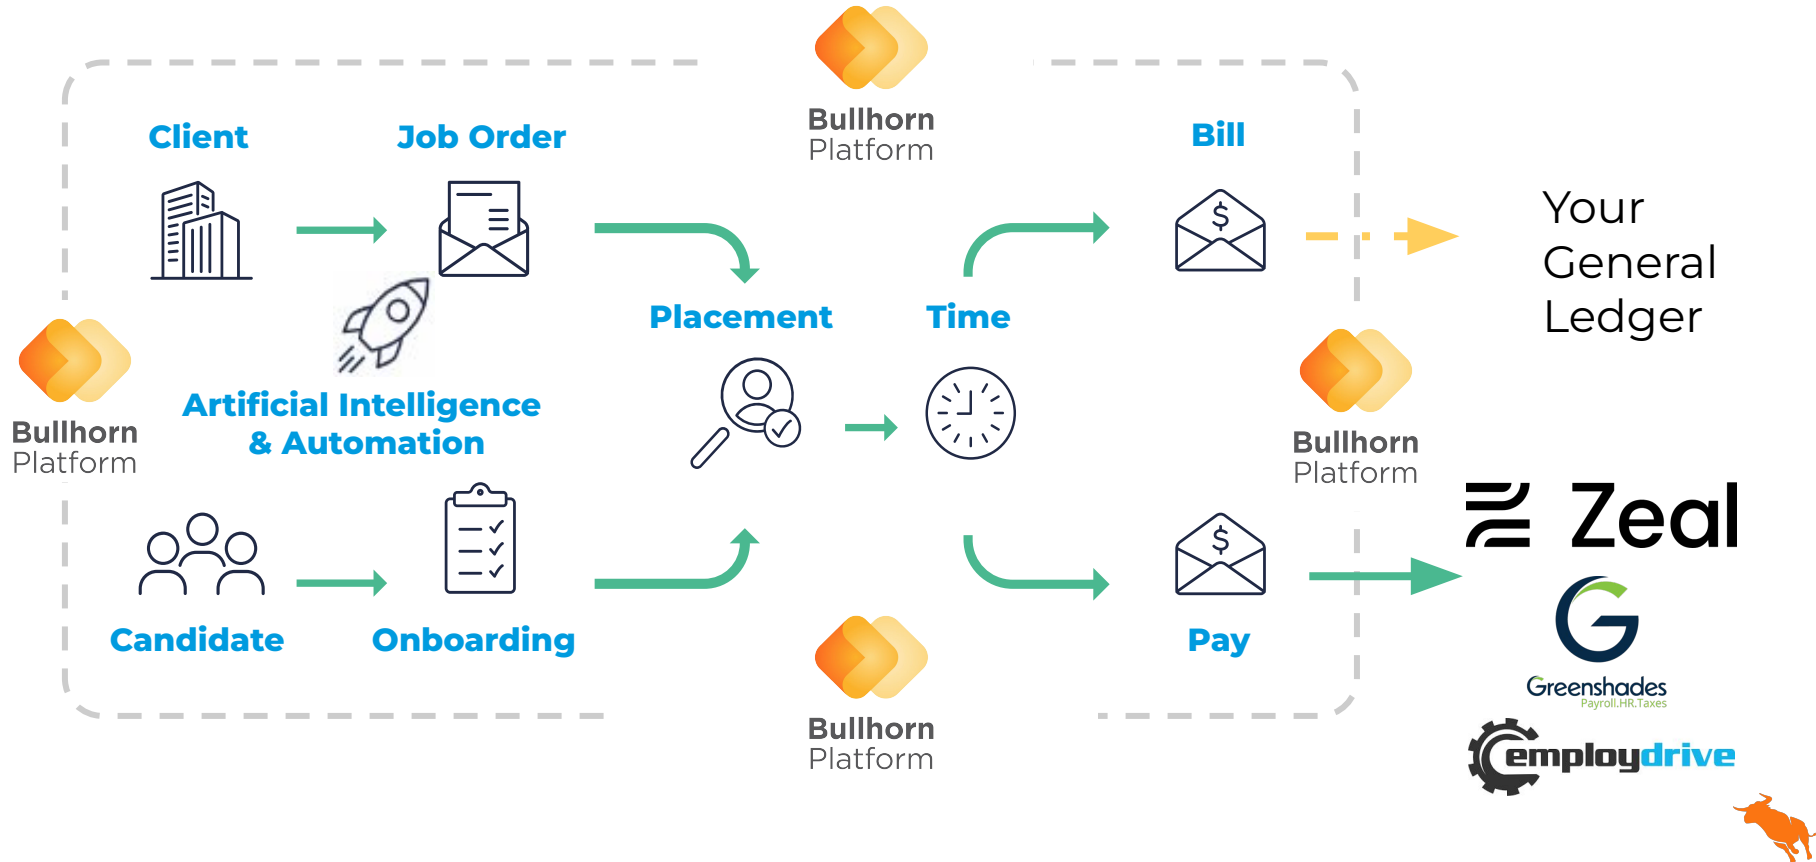 Bullhorn
Platform
Client
Job Order
Bill
$
Your
General
Ledger
Placement
Time
Bullhorn
Platform
Artificial Intelligence
& Automation
Bullhorn
Platform
Zeal
$
Candidate
Onboarding
Pay
G
Greenshades
Payroll.HR.Taxes
Bullhorn
Platform
employdrive